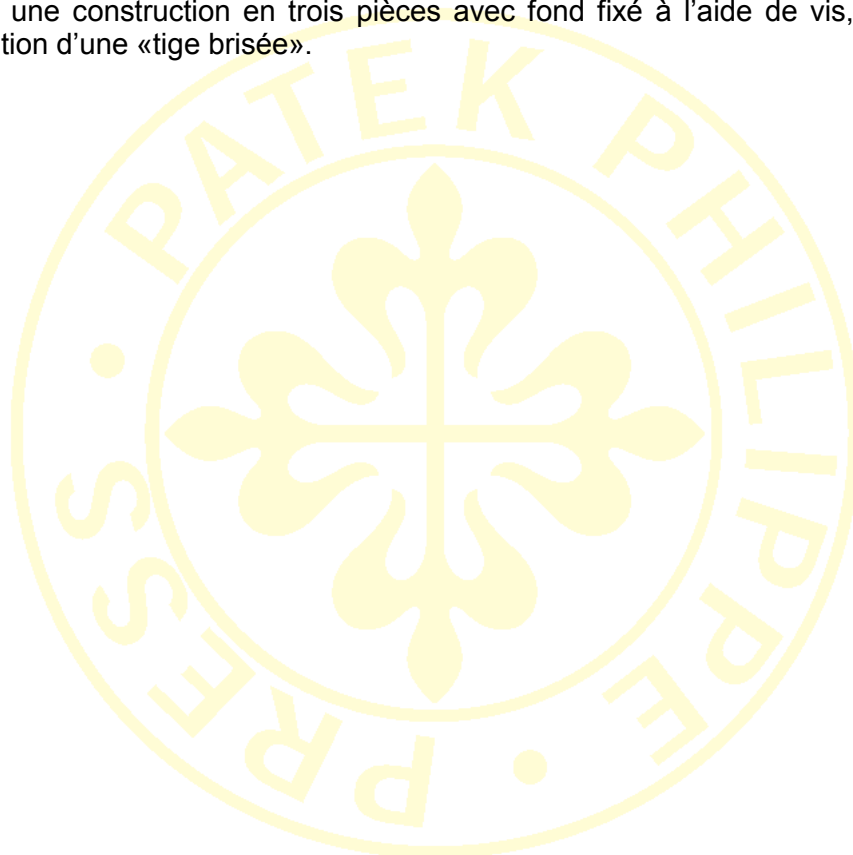 une construction en trois pièces avec fond fixé à l’aide de vis,
tion d’une «tige brisée».
PATEK PHILIPPE • PRESS •